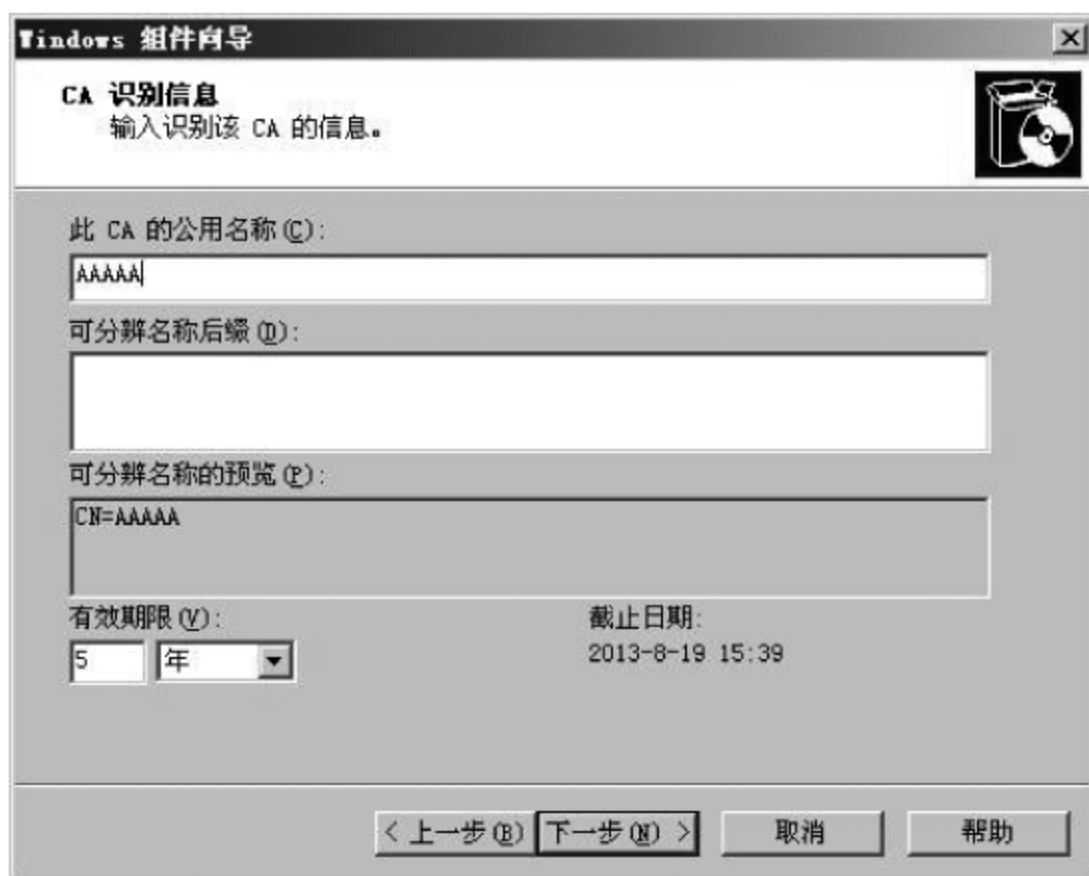 Windows 组件向导
CA 识别信息
输入识别该 CA 的信息。
此 CA 的公用名称(C):
AAAAA
可分辨名称后缀(D):
可分辨名称的预览(P):
CN=AAAAA
有效期限(V):
截止日期:
5 年
2013-8-19 15:39
< 上一步(B) 下一步(N) > 取消 帮助